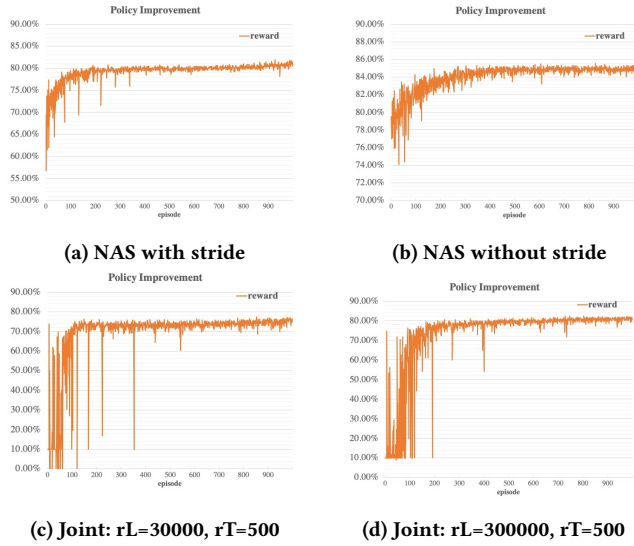 Policy Improvement
90.00%
85.00%
80.00%
75.00%
70.00%
65.00%
60.00%
55.00%
50.00%
reward
0 100 200 300 400 500 600 700 800 900
episode
(a) NAS with stride
Policy Improvement
90.00%
88.00%
86.00%
84.00%
82.00%
80.00%
78.00%
76.00%
74.00%
72.00%
70.00%
reward
0 100 200 300 400 500 600 700 800 900
episode
(b) NAS without stride
Policy Improvement
90.00%
80.00%
70.00%
60.00%
50.00%
40.00%
30.00%
20.00%
10.00%
0.00%
reward
0 100 200 300 400 500 600 700 800 900
episode
(c) Joint: rL=30000, rT=500
Policy Improvement
90.00%
80.00%
70.00%
60.00%
50.00%
40.00%
30.00%
20.00%
10.00%
0.00%
reward
0 100 200 300 400 500 600 700 800 900
episode
(d) Joint: rL=300000, rT=500